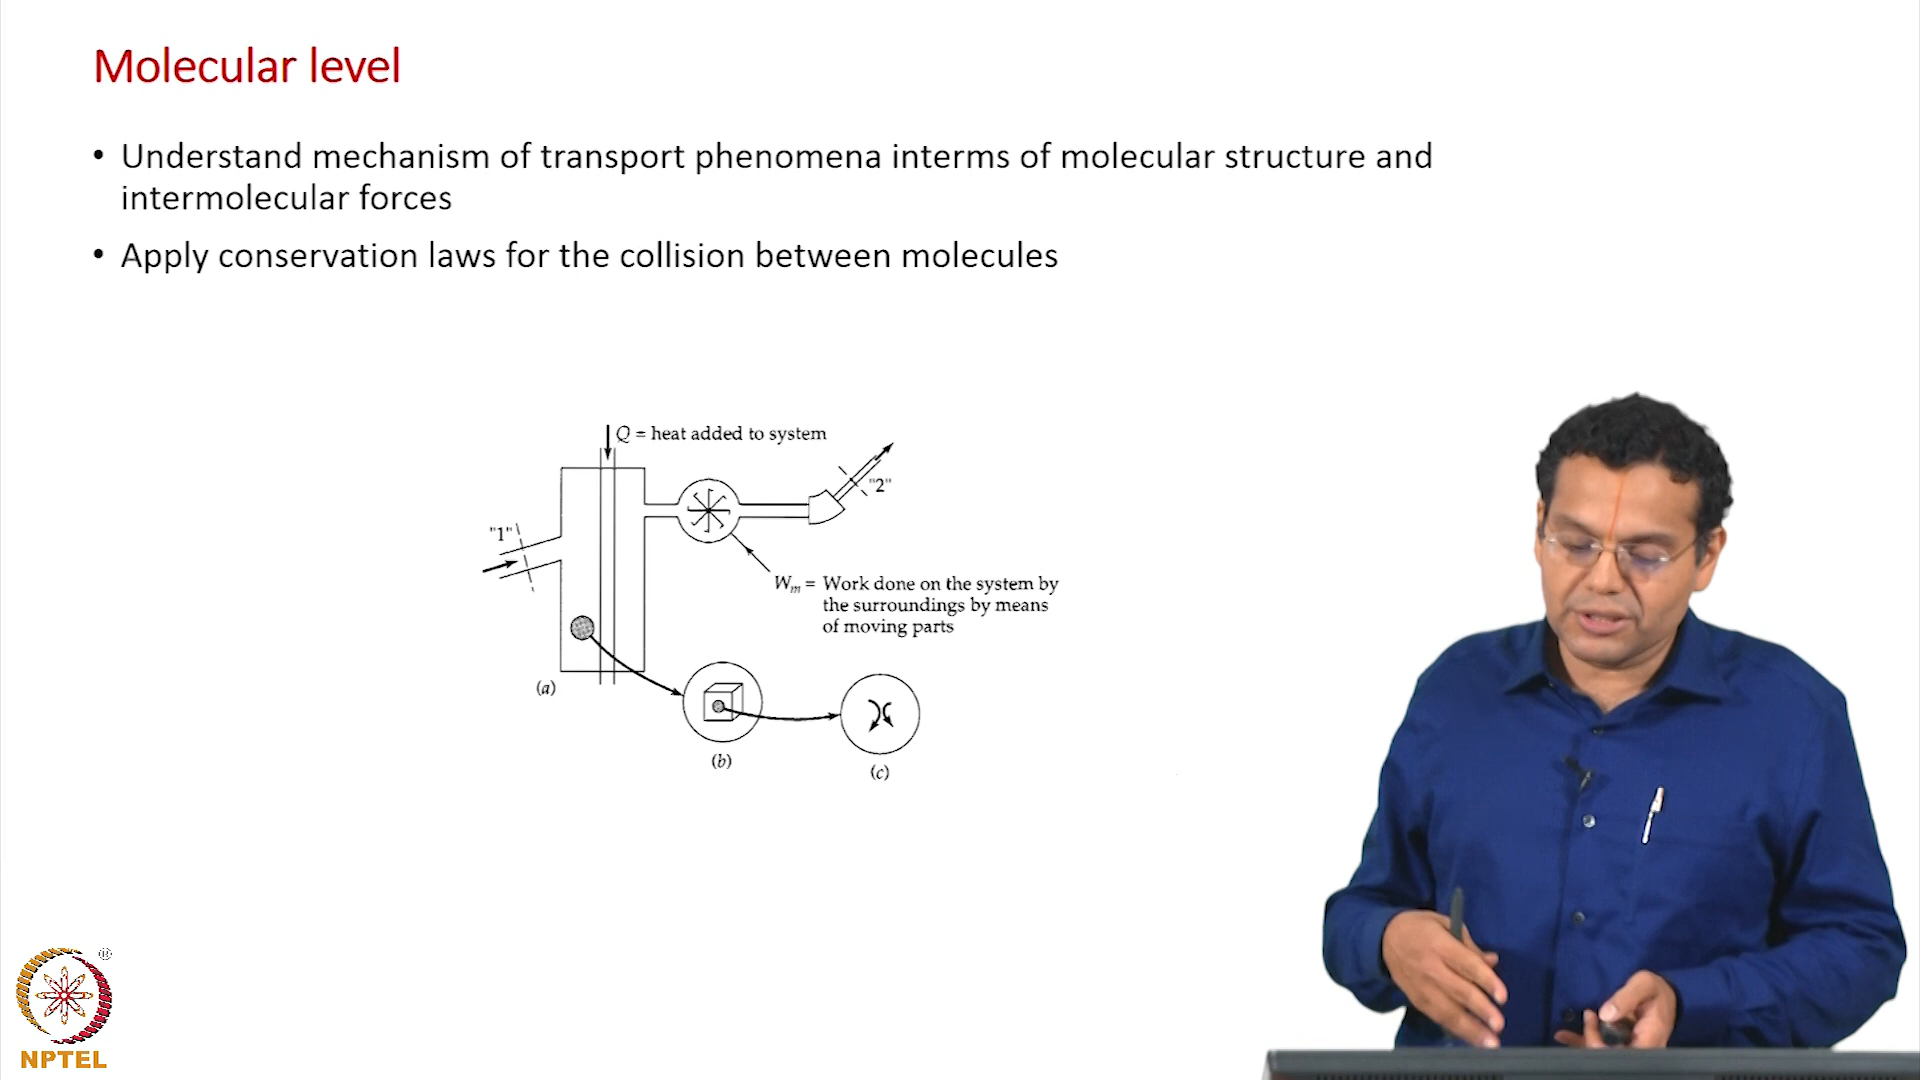 Molecular level
• Understand mechanism of transport phenomena interms of molecular structure and
intermolecular forces
• Apply conservation laws for the collision between molecules
Q = heat added to system
"1"
"2"
Wm = Work done on the system by
the surroundings by means
of moving parts
(a)
(b)
(c)
®
NPTEL